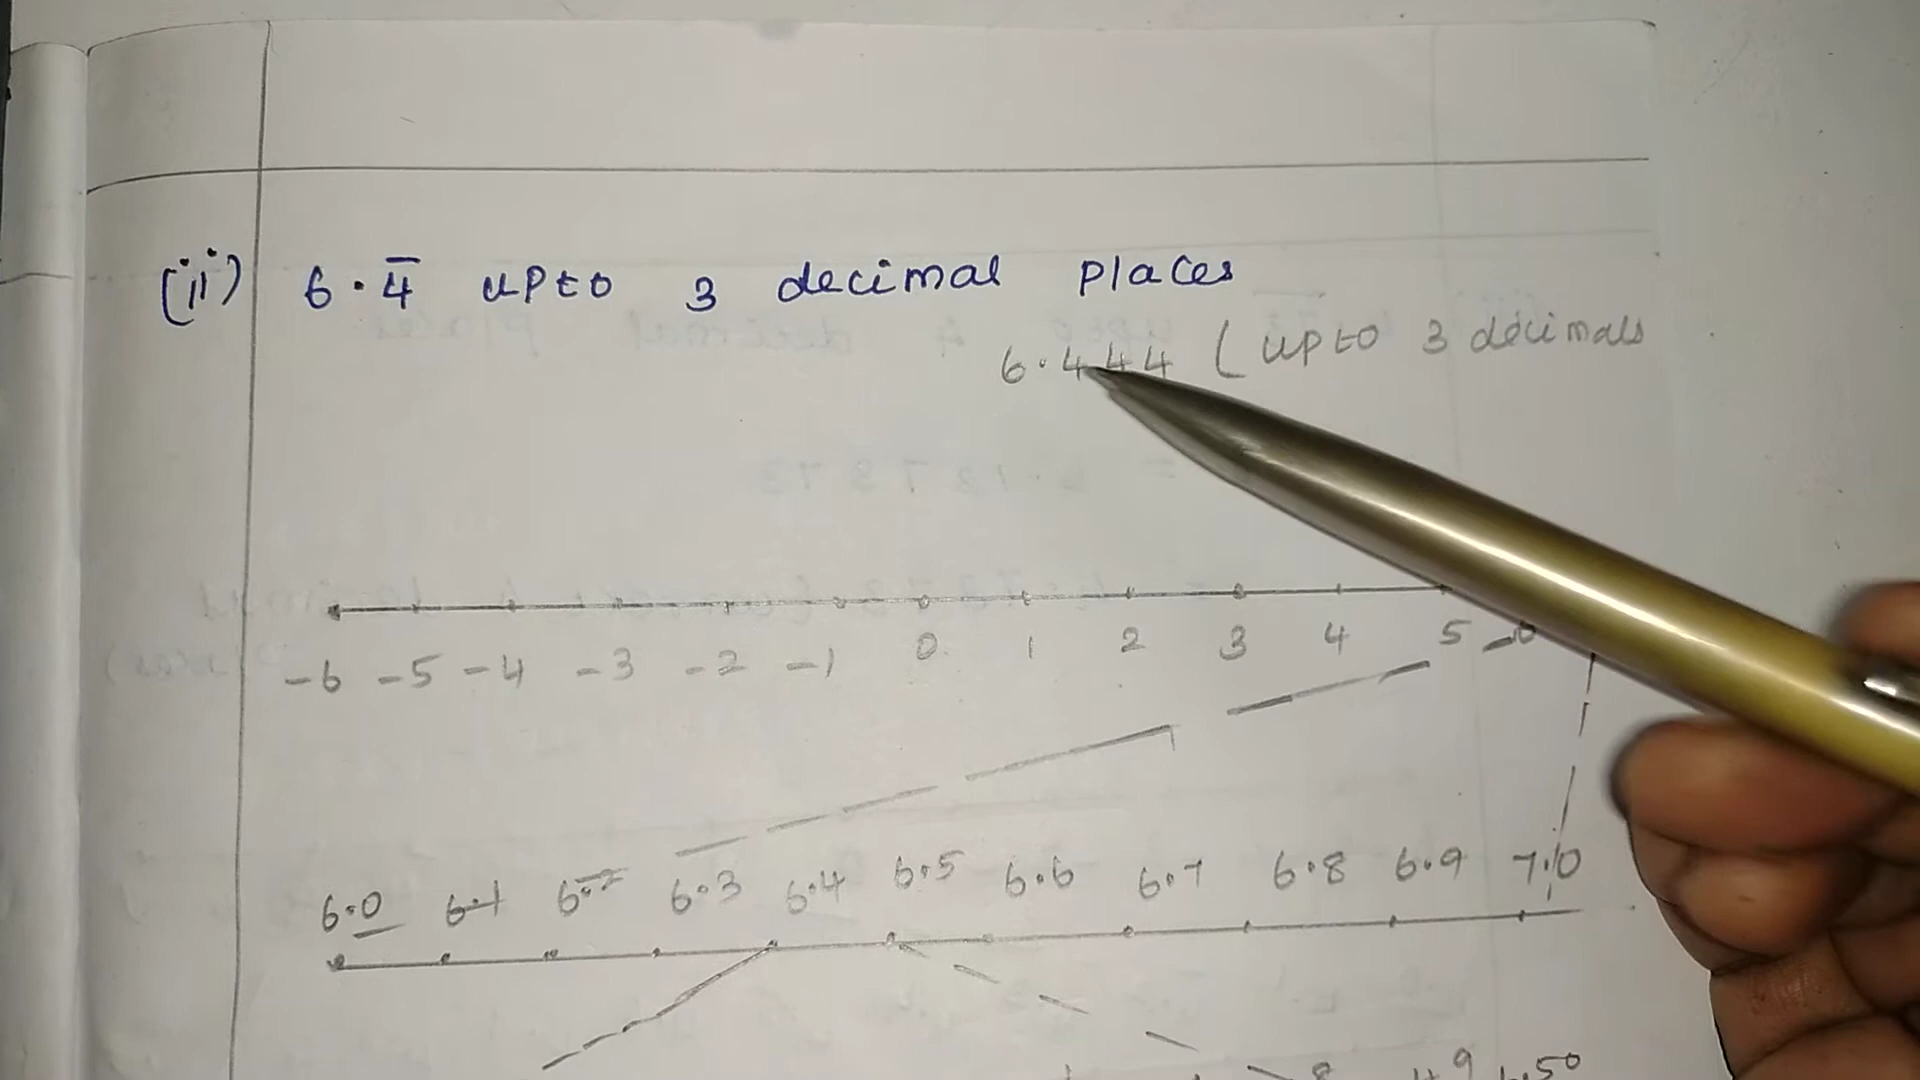 (ii) 6.4̅ upto 3 decimal places
6.444 (upto 3 decimals
-6 -5 -4 -3 -2 -1 0 1 2 3 4 5
6.0 6.1 6.2 6.3 6.4 6.5 6.6 6.7 6.8 6.9 7.0